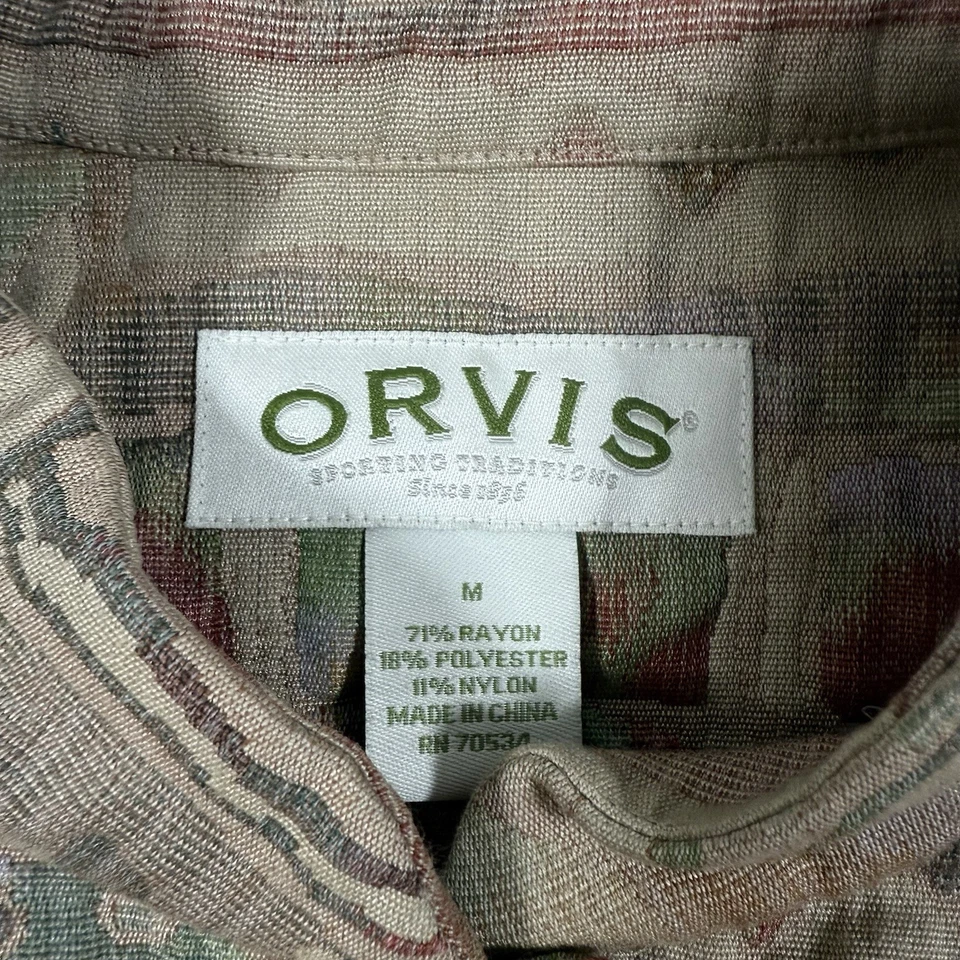 ORVIS®
SPORTING TRADITIONS
Since 1856
M
71% RAYON
18% POLYESTER
11% NYLON
MADE IN CHINA
RN 70534